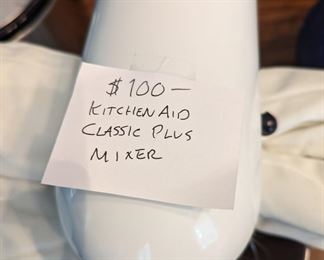 $100—
KITCHENAID
CLASSIC PLUS
MIXER